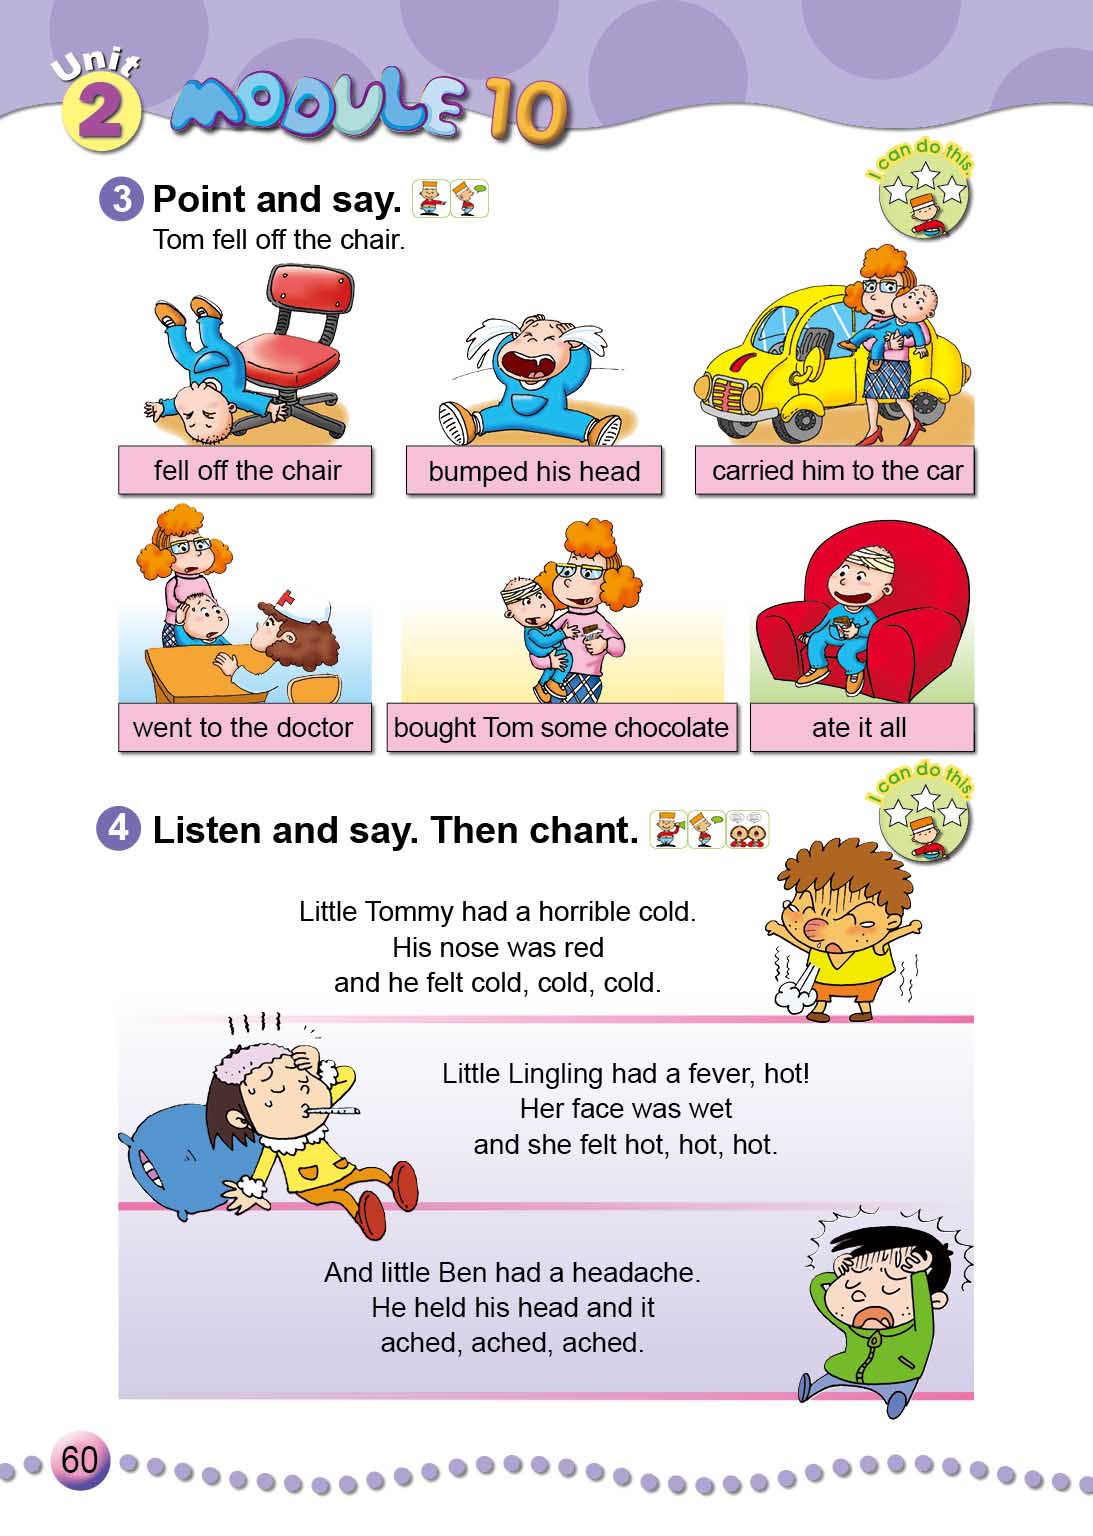 Unit
2
MODULE 10
I can do this.
3 Point and say.
Tom fell off the chair.
fell off the chair
bumped his head
carried him to the car
went to the doctor
bought Tom some chocolate
ate it all
I can do this.
4 Listen and say. Then chant.
Little Tommy had a horrible cold.
His nose was red
and he felt cold, cold, cold.
Little Lingling had a fever, hot!
Her face was wet
and she felt hot, hot, hot.
And little Ben had a headache.
He held his head and it
ached, ached, ached.
60